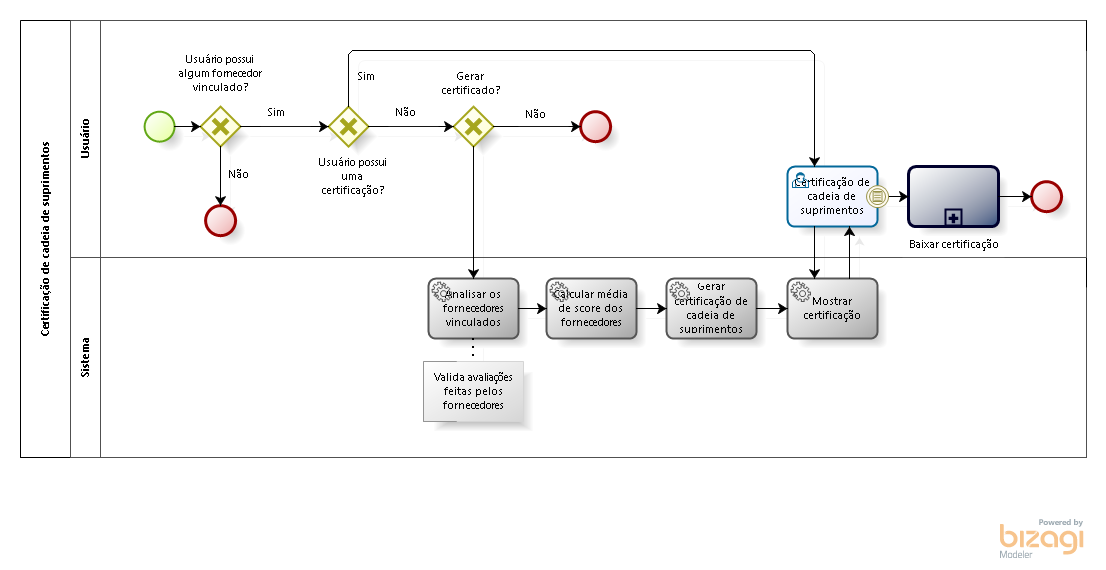 Certificação de cadeia de suprimentos
Usuário
Usuário possui
algum fornecedor
vinculado?
Sim
Não
Usuário possui
uma
certificação?
Sim
Não
Gerar
certificado?
Não
Certificação de
cadeia de
suprimentos
Baixar certificação
Sistema
Analisar os
fornecedores
vinculados
Calcular média
de score dos
fornecedores
Gerar
certificação de
cadeia de
suprimentos
Mostrar
certificação
Valida avaliações
feitas pelos
fornecedores
Powered by
bizagi
Modeler